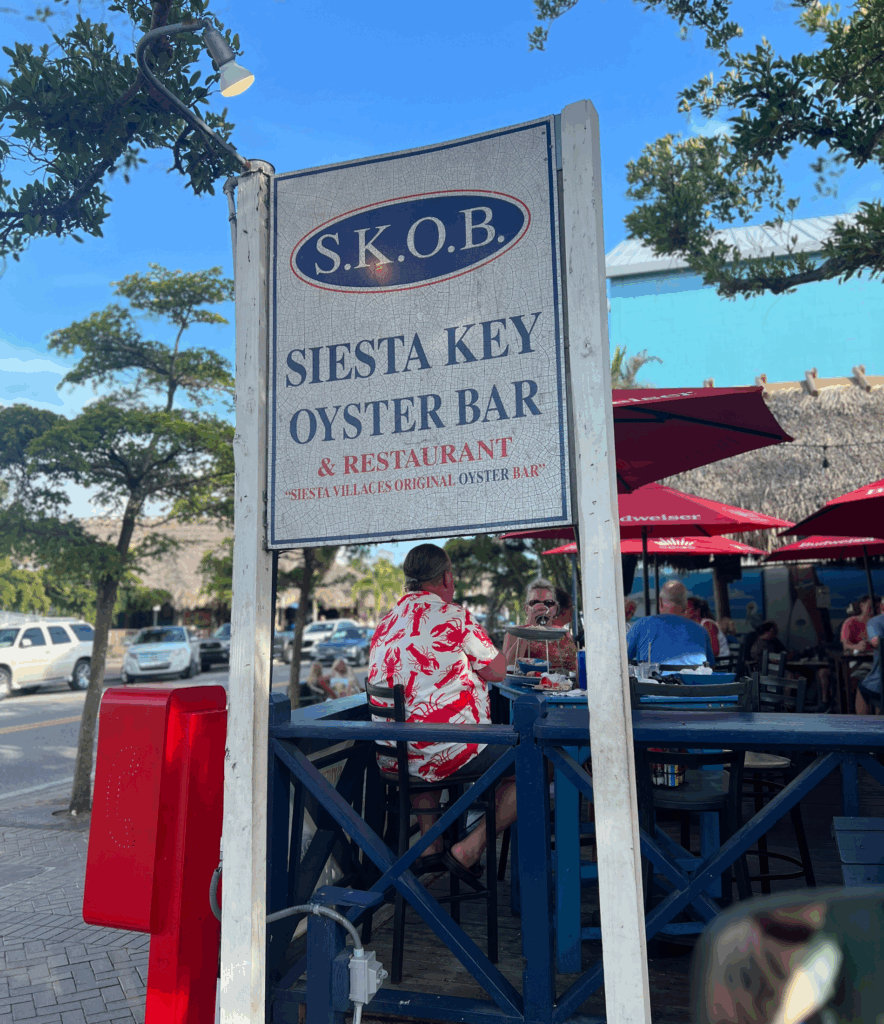 S.K.O.B.
SIESTA KEY
OYSTER BAR
& RESTAURANT
"SIESTA VILLAGES ORIGINAL OYSTER BAR"
Budweiser